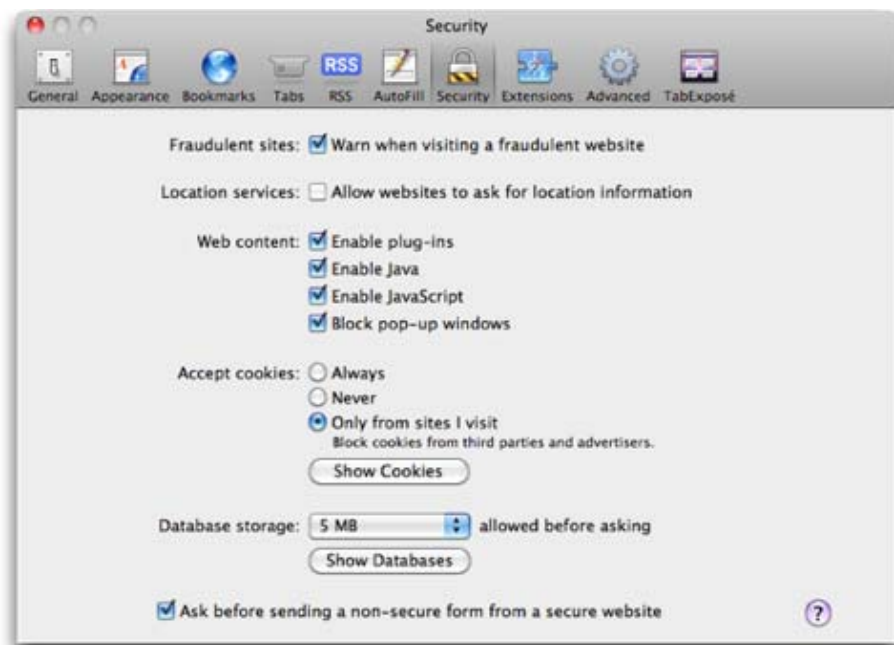 Security
RSS
General Appearance Bookmarks Tabs RSS AutoFill Security Extensions Advanced TabExposé
Fraudulent sites: Warn when visiting a fraudulent website
Location services: Allow websites to ask for location information
Web content: Enable plug-ins
Enable Java
Enable JavaScript
Block pop-up windows
Accept cookies: Always
Never
Only from sites I visit
Block cookies from third parties and advertisers.
Show Cookies
Database storage: 5 MB allowed before asking
Show Databases
Ask before sending a non-secure form from a secure website ?